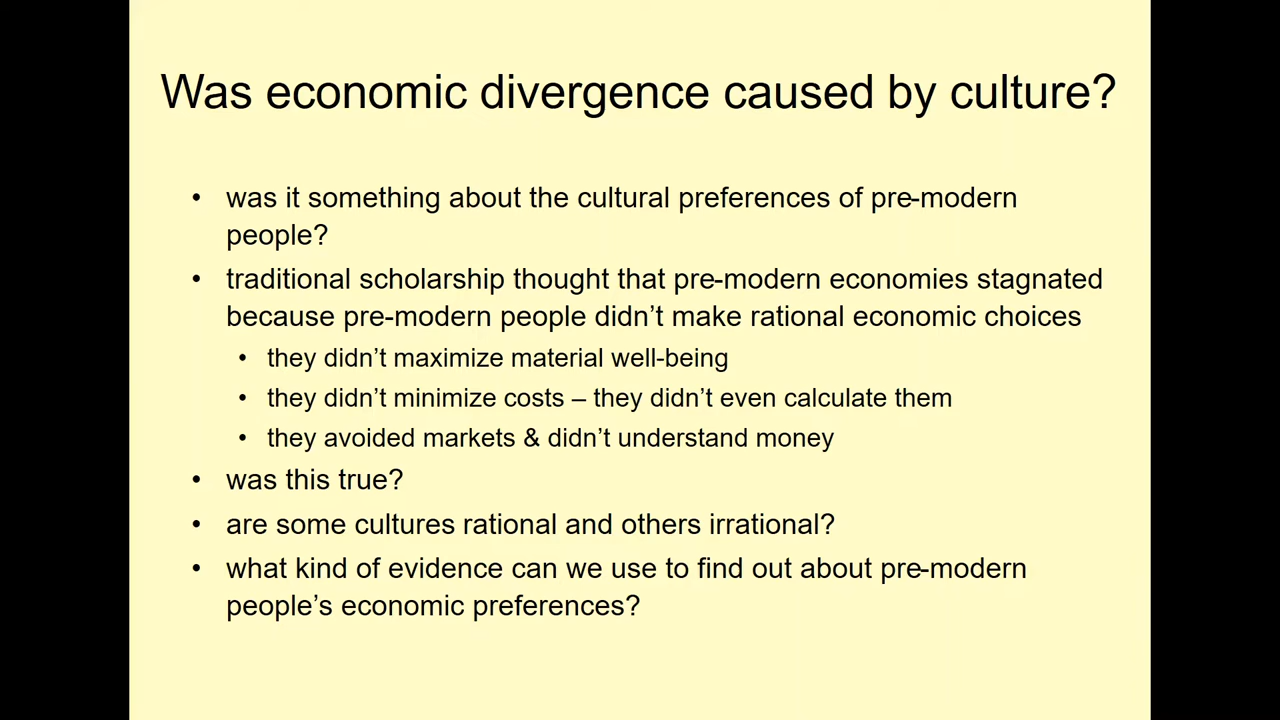 Was economic divergence caused by culture?
• was it something about the cultural preferences of pre-modern
people?
• traditional scholarship thought that pre-modern economies stagnated
because pre-modern people didn’t make rational economic choices
• they didn’t maximize material well-being
• they didn’t minimize costs – they didn’t even calculate them
• they avoided markets & didn’t understand money
• was this true?
• are some cultures rational and others irrational?
• what kind of evidence can we use to find out about pre-modern
people’s economic preferences?